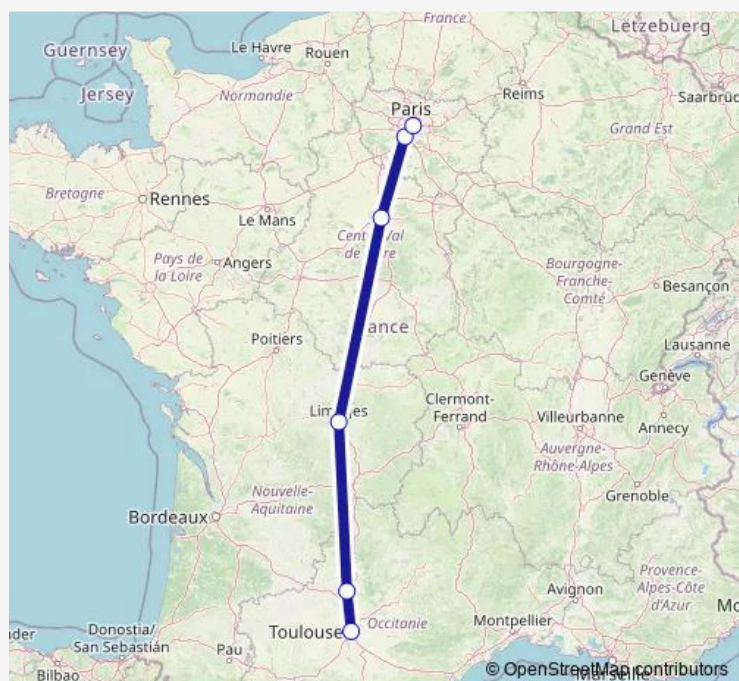 France
Lëtzebuerg
Guernsey
Le Havre
Rouen
Jersey
Normandie
Paris
Reims
Saarbrü
Grand Est
Bretagne
Rennes
Le Mans
Pays de
la Loire
Angers
Bourgogne-
Franche-
Comté
Besançon
Poitiers
Lausanne
Genève
Clermont-
Ferrand
Villeurbanne
Annecy
Auvergne-
Rhône-Alpes
Grenoble
Nouvelle-
Aquitaine
Bordeaux
Provence-
Alpes-Côte
d'Azur
Avignon
Mo
Donostia/
San Sebastián
Pau
Toulouse
Occitanie
Montpellier
Bilbao
© OpenStreetMap contributors